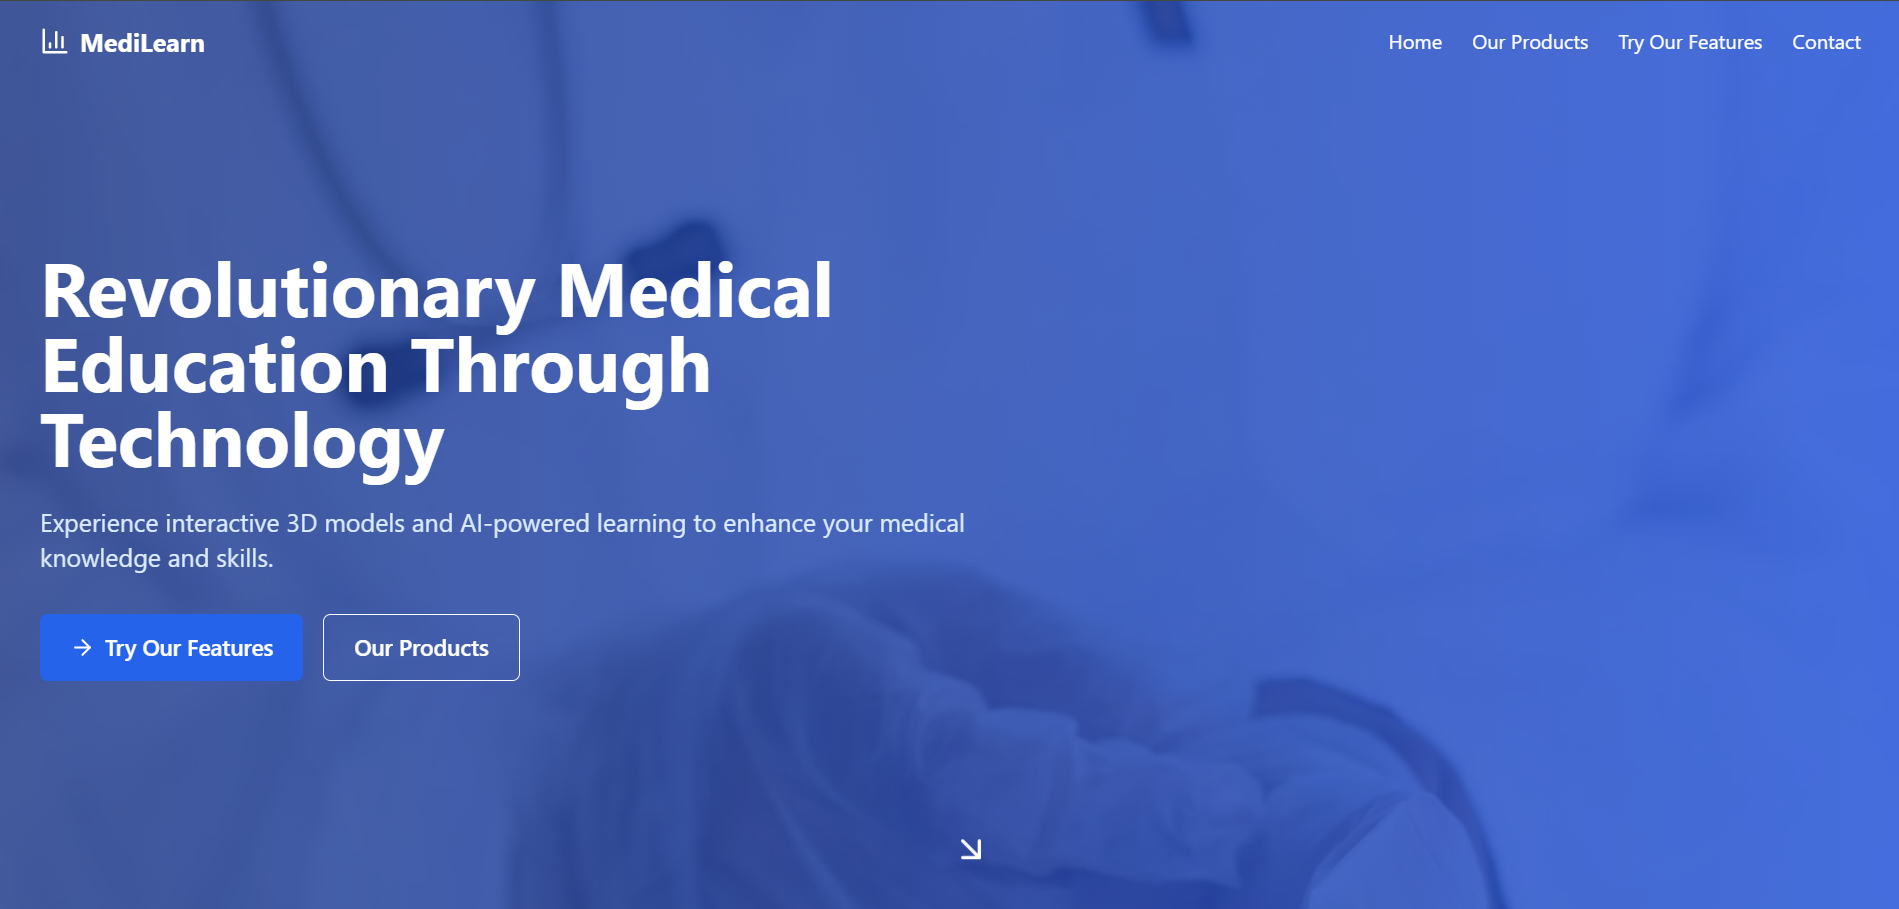 MediLearn
Home
Our Products
Try Our Features
Contact
Revolutionary Medical
Education Through
Technology
Experience interactive 3D models and AI-powered learning to enhance your medical
knowledge and skills.
Try Our Features
Our Products